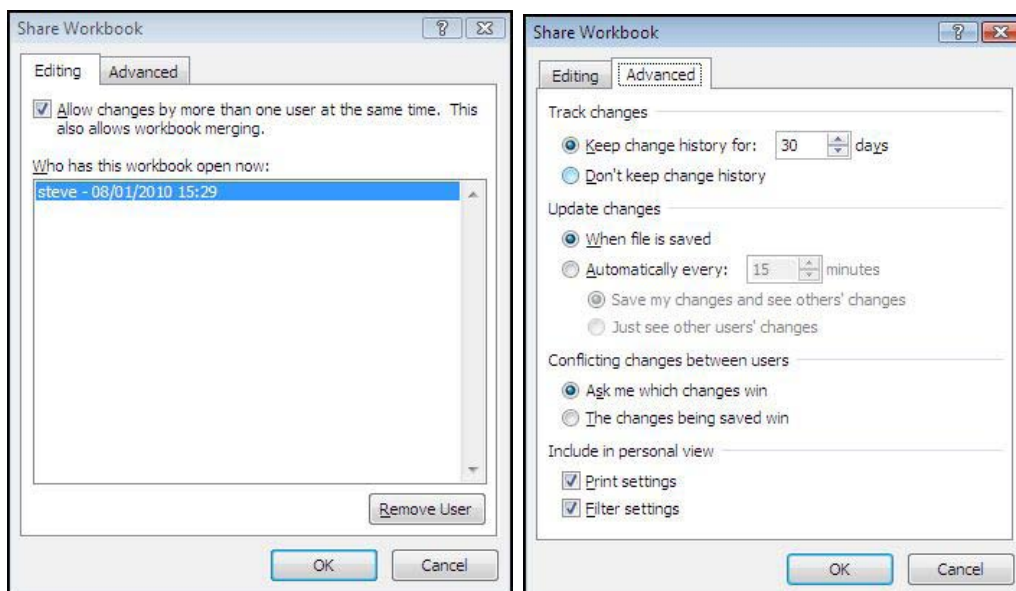 Share Workbook
Editing
Advanced
Allow changes by more than one user at the same time. This
also allows workbook merging.
Who has this workbook open now:
steve - 08/01/2010 15:29
Remove User
OK
Cancel
Share Workbook
Editing
Advanced
Track changes
Keep change history for: 30 days
Don't keep change history
Update changes
When file is saved
Automatically every: 15 minutes
Save my changes and see others' changes
Just see other users' changes
Conflicting changes between users
Ask me which changes win
The changes being saved win
Include in personal view
Print settings
Filter settings
OK
Cancel